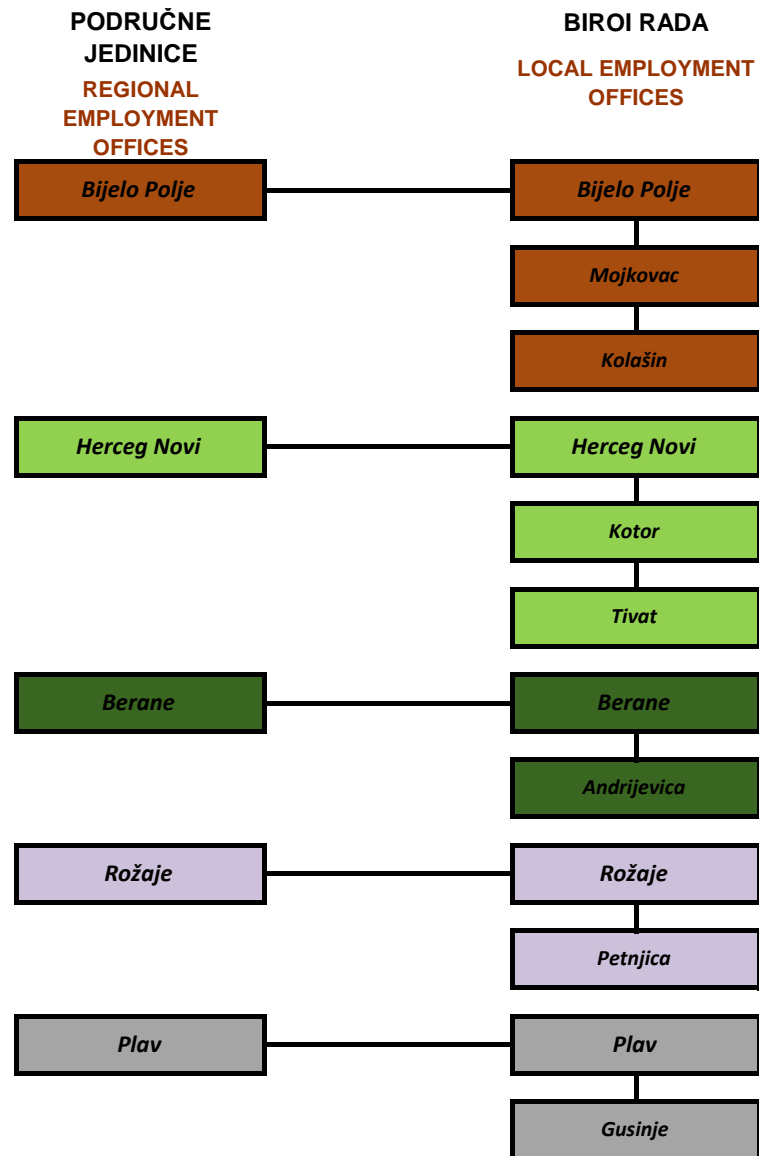 PODRUČNE
JEDINICE
REGIONAL
EMPLOYMENT
OFFICES
BIROI RADA
LOCAL EMPLOYMENT
OFFICES
Bijelo Polje
Bijelo Polje
Mojkovac
Kolašin
Herceg Novi
Herceg Novi
Kotor
Tivat
Berane
Berane
Andrijevica
Rožaje
Rožaje
Petnjica
Plav
Plav
Gusinje